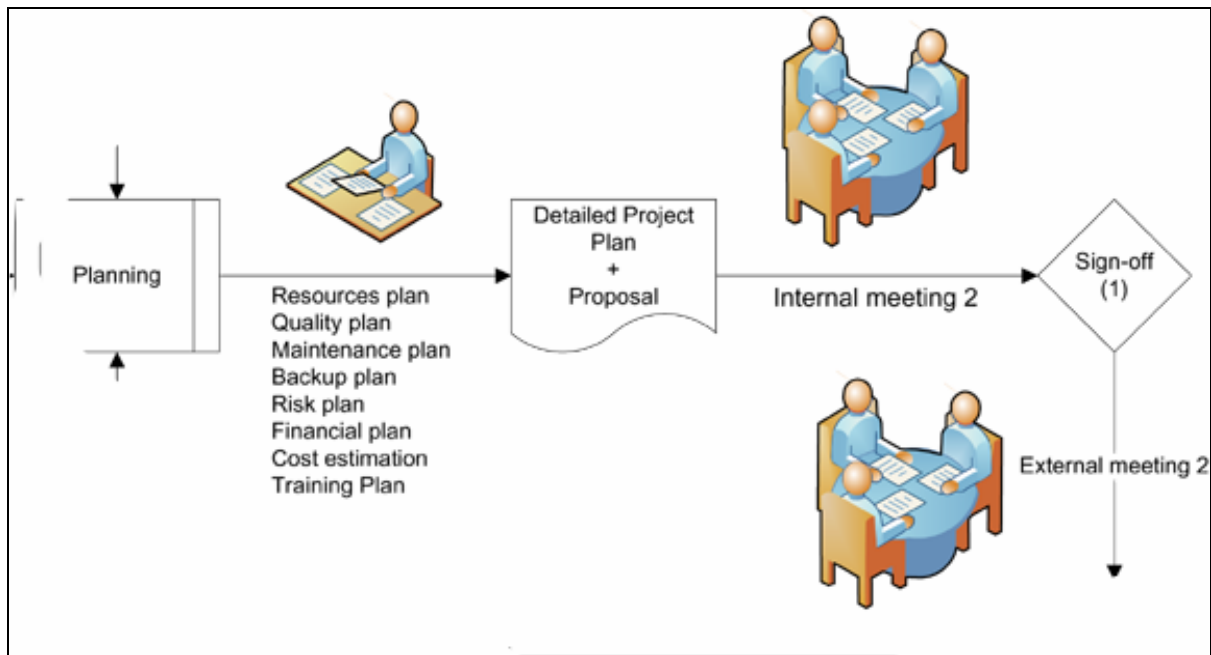 Planning
Resources plan
Quality plan
Maintenance plan
Backup plan
Risk plan
Financial plan
Cost estimation
Training Plan
Detailed Project
Plan
+
Proposal
Internal meeting 2
Sign-off
(1)
External meeting 2